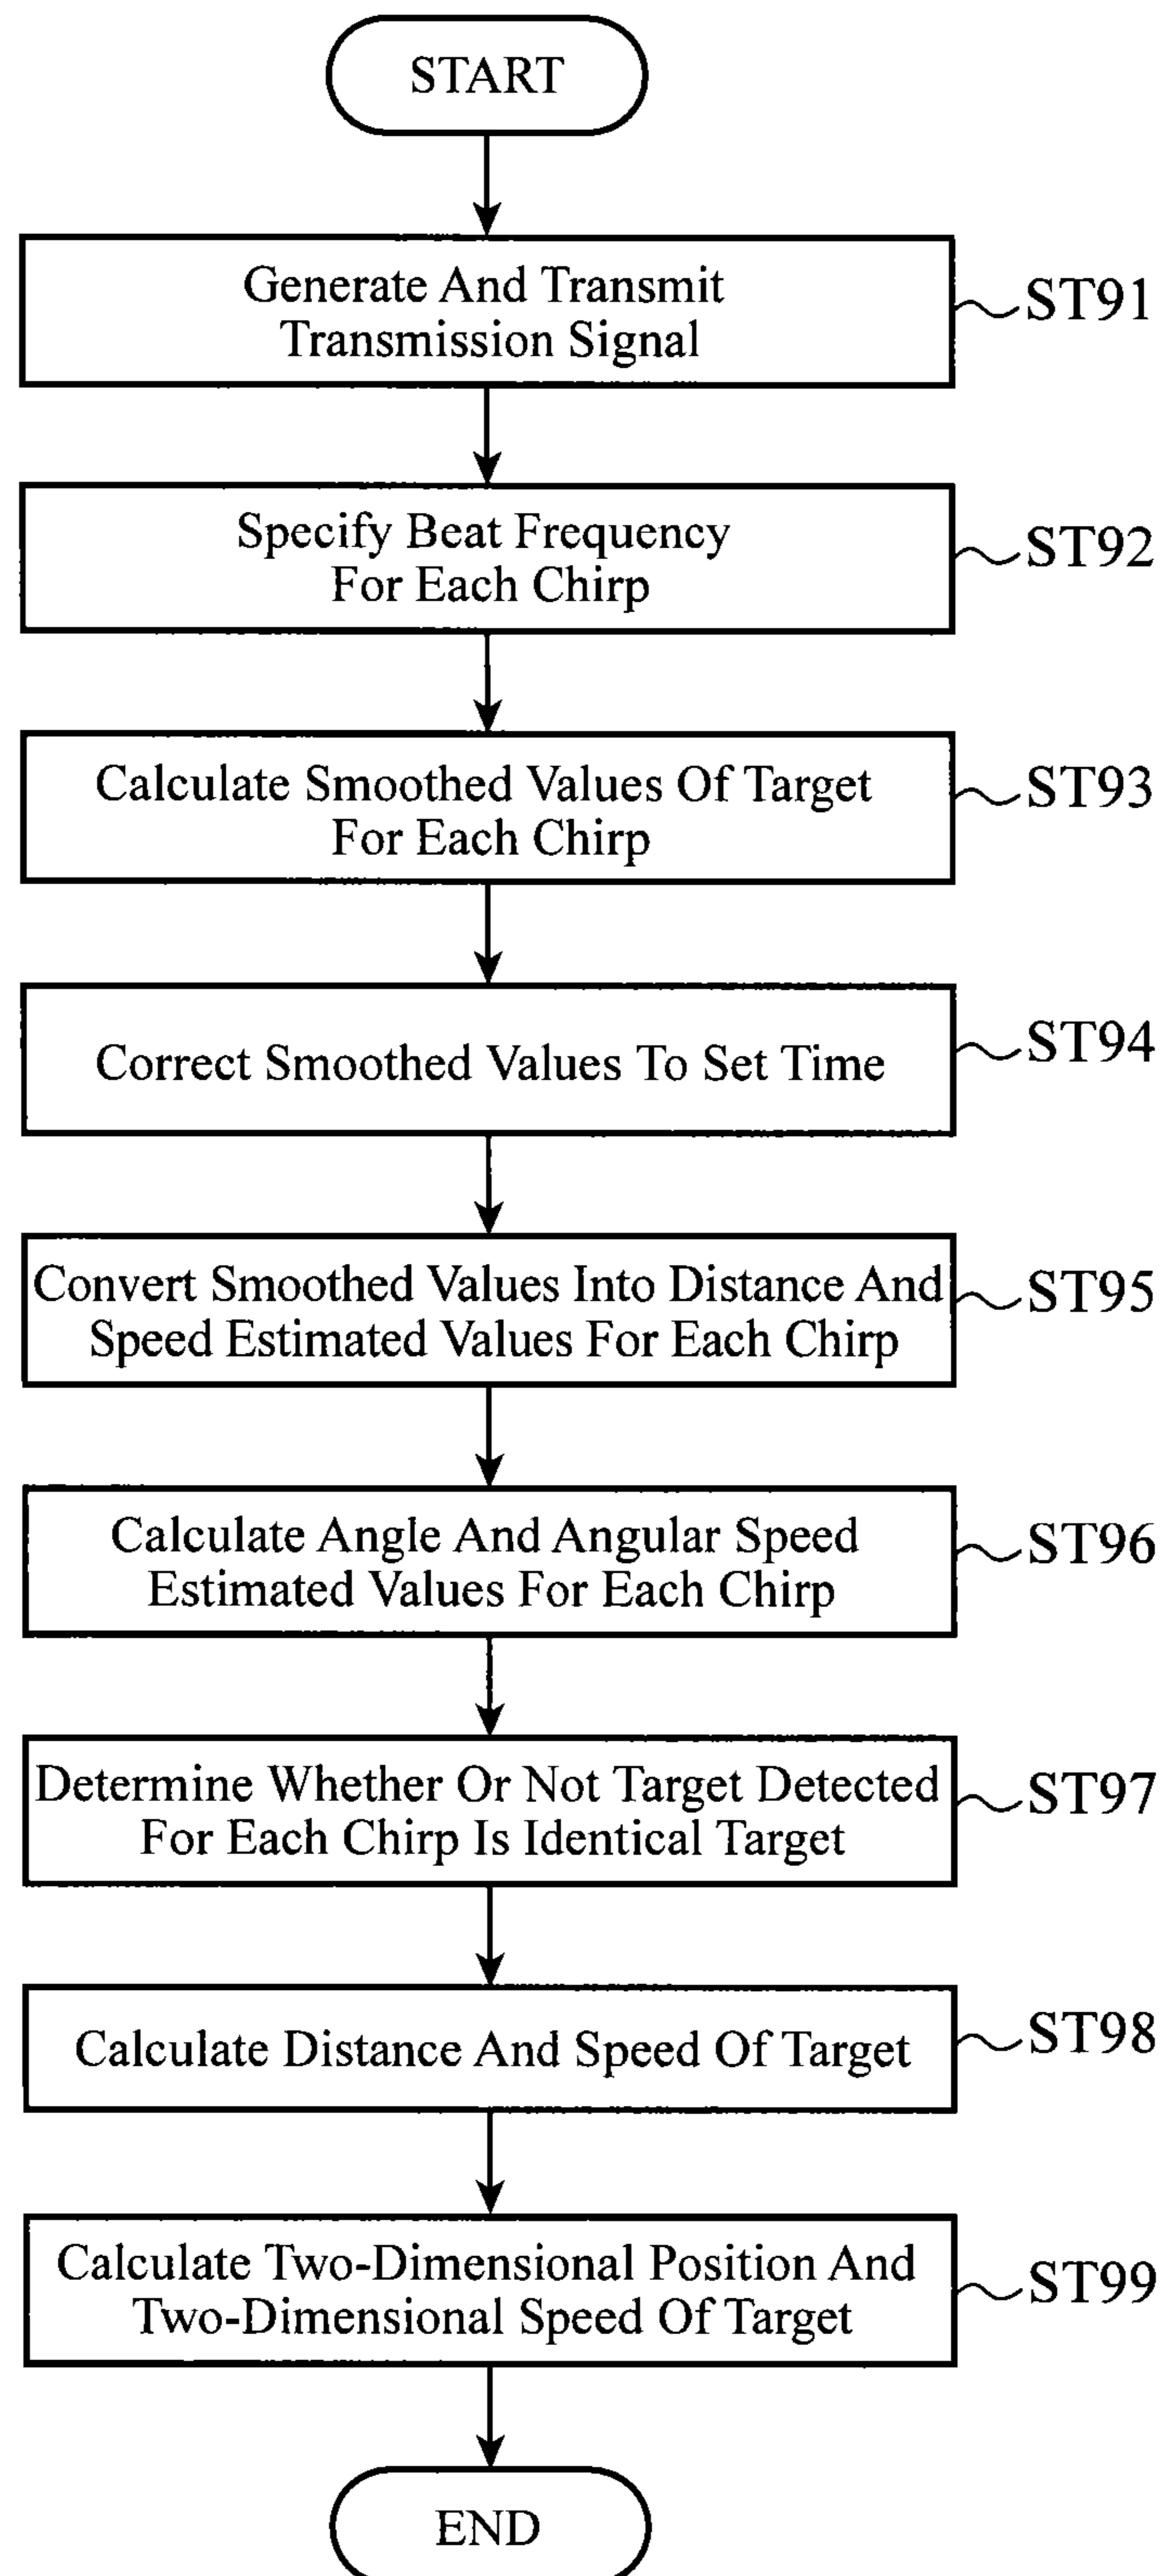 START
Generate And Transmit
Transmission Signal
ST91
Specify Beat Frequency
For Each Chirp
ST92
Calculate Smoothed Values Of Target
For Each Chirp
ST93
Correct Smoothed Values To Set Time
ST94
Convert Smoothed Values Into Distance And
Speed Estimated Values For Each Chirp
ST95
Calculate Angle And Angular Speed
Estimated Values For Each Chirp
ST96
Determine Whether Or Not Target Detected
For Each Chirp Is Identical Target
ST97
Calculate Distance And Speed Of Target
ST98
Calculate Two-Dimensional Position And
Two-Dimensional Speed Of Target
ST99
END